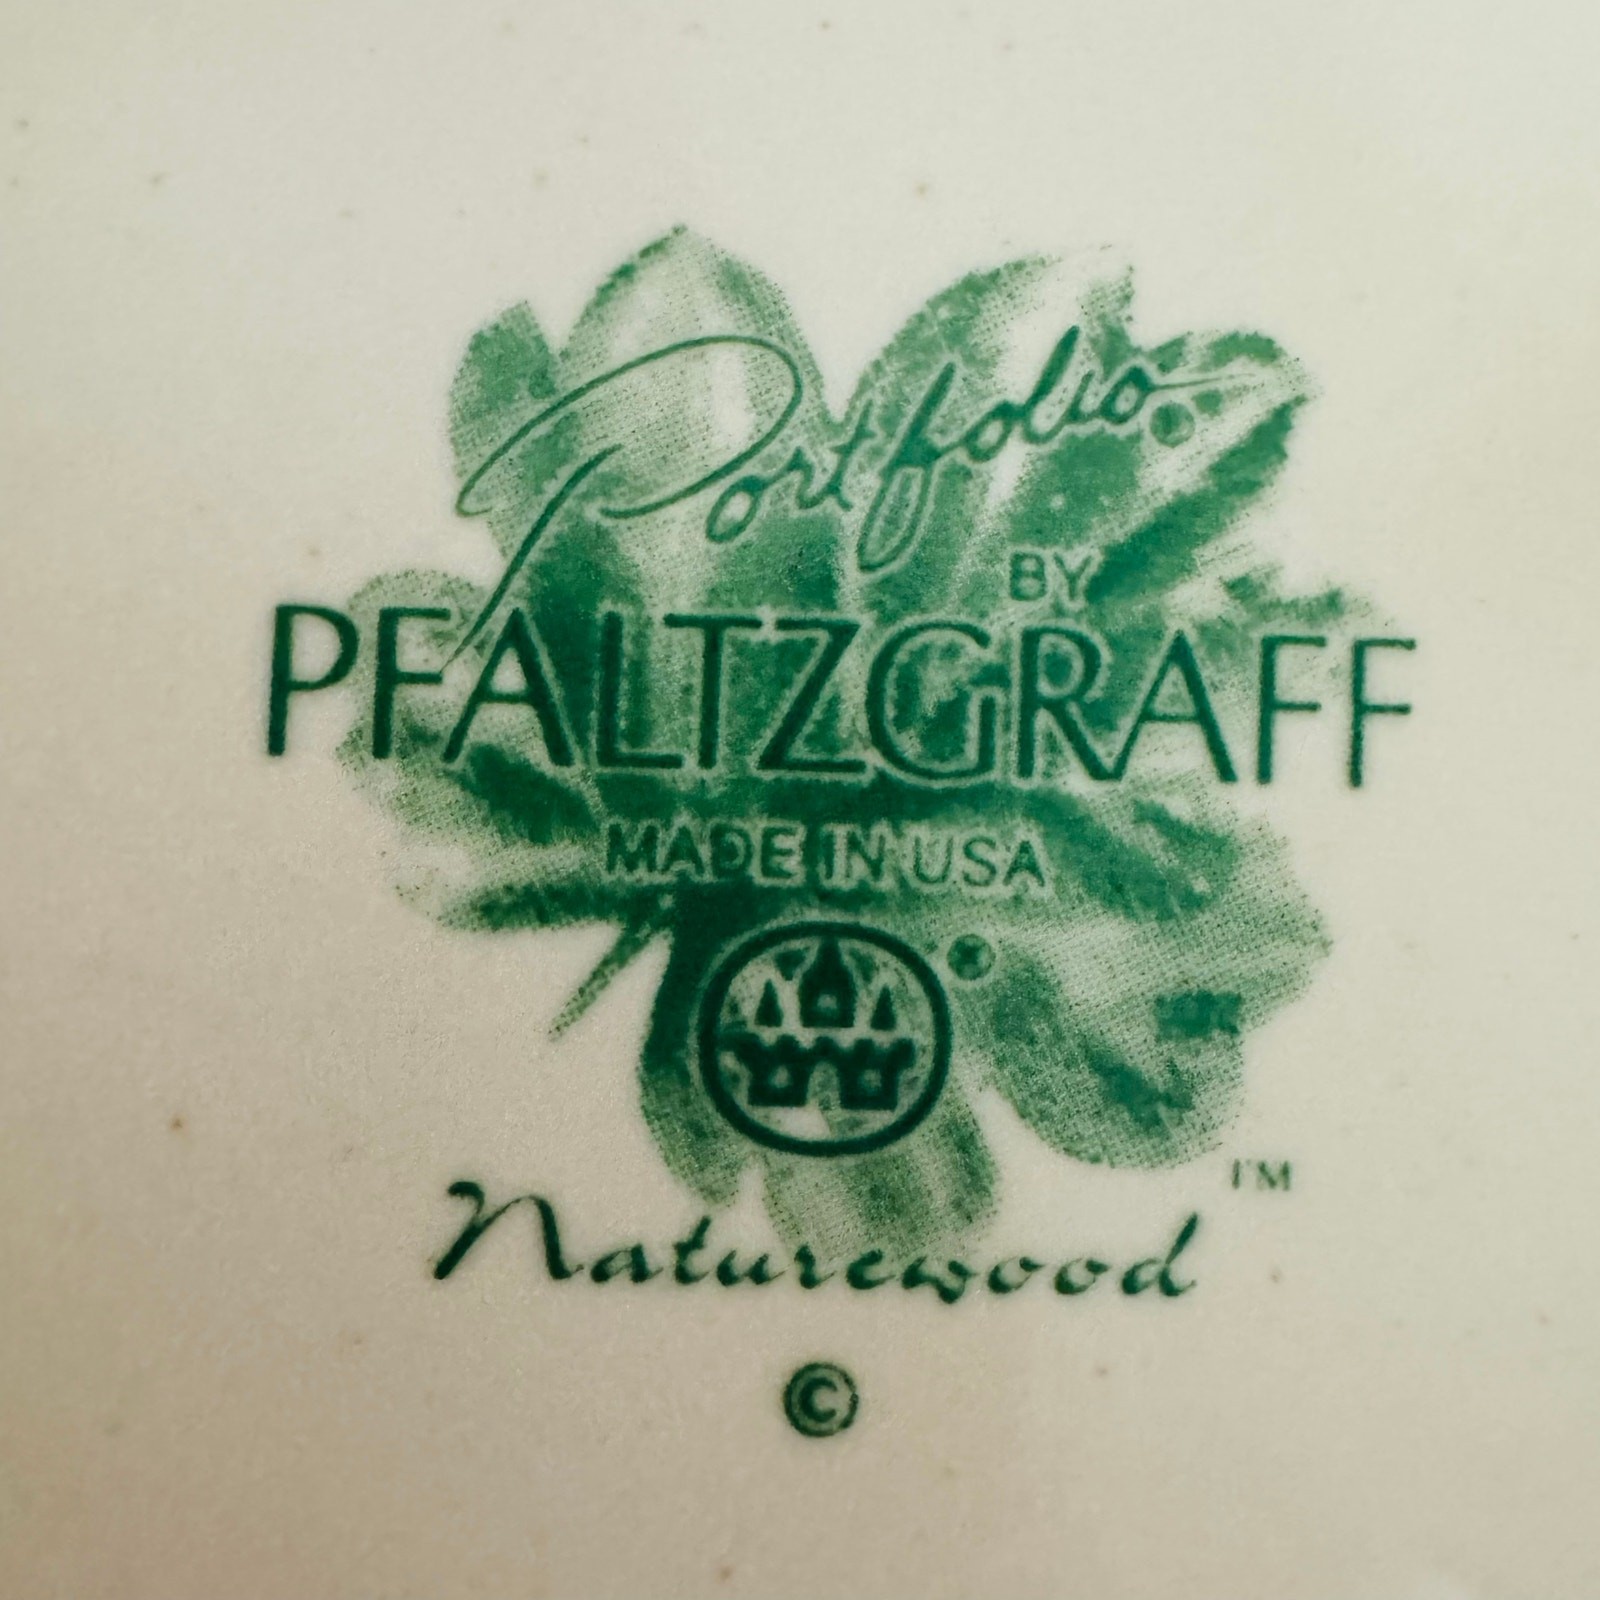 Portfolio®
BY
PFALTZGRAFF
MADE IN USA
®
TM
Naturewood
©